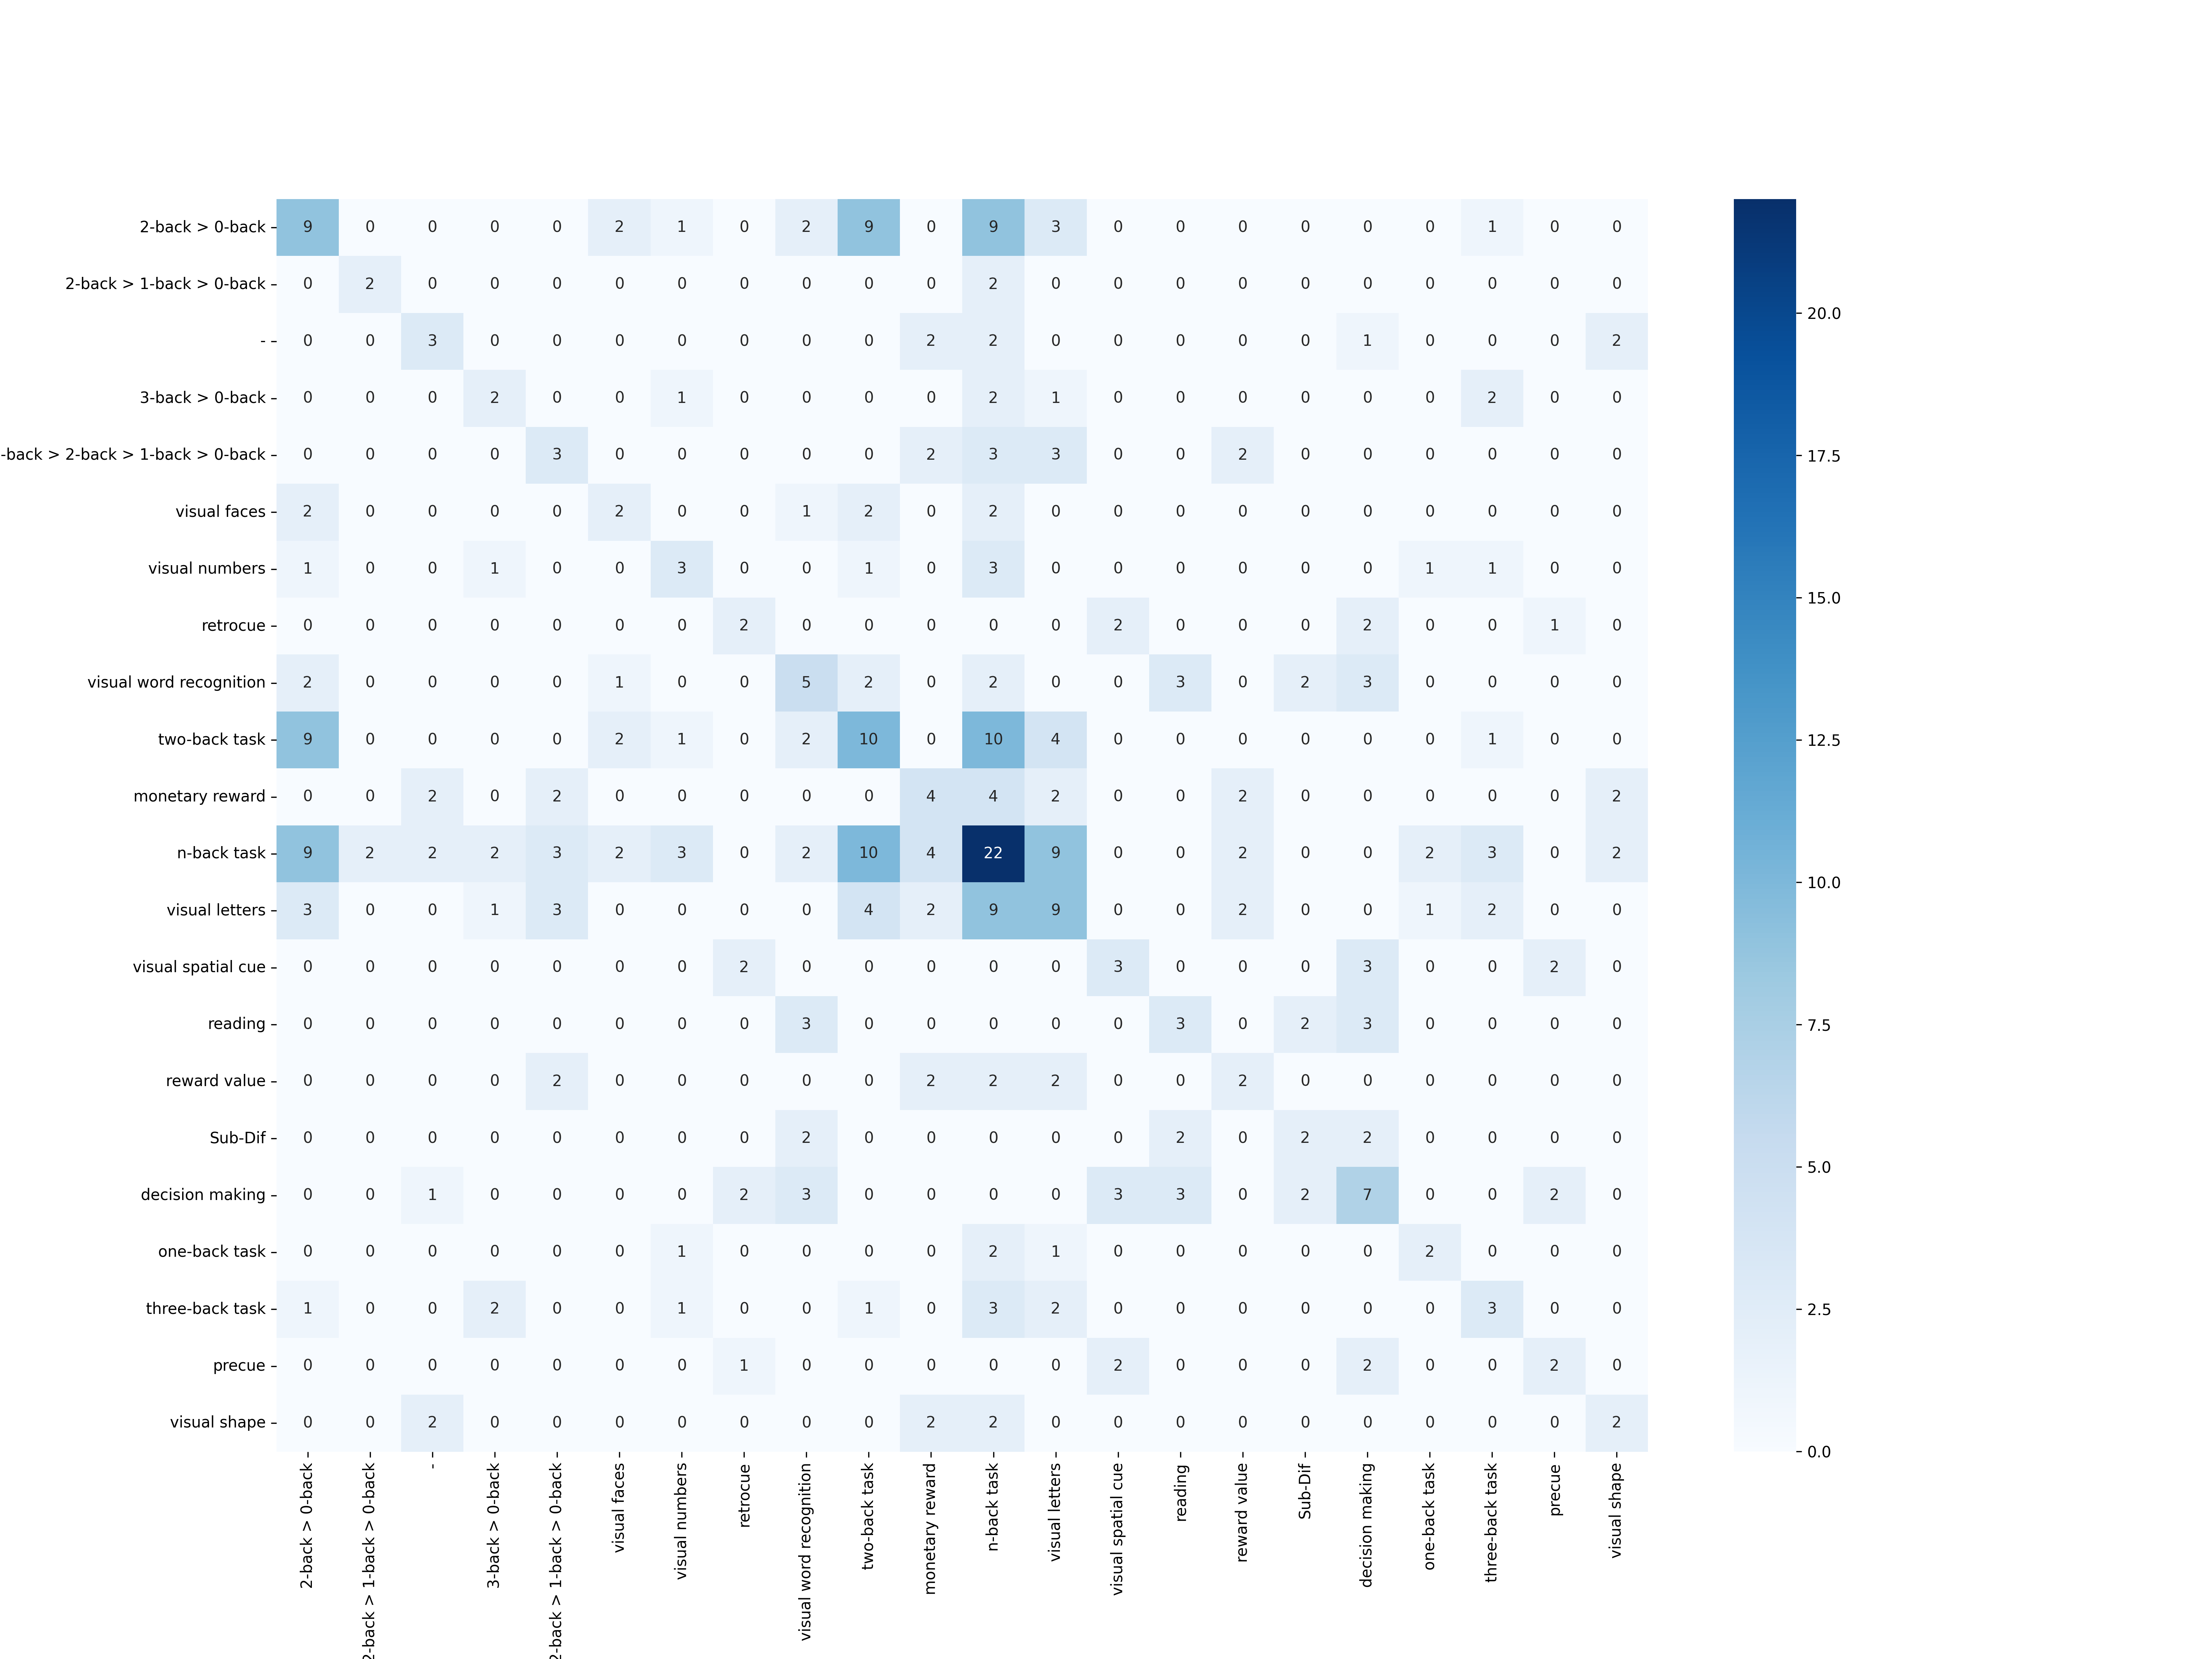 2-back > 0-back 9 0 0 0 0 2 1 0 2 9 0 9 3 0 0 0 0 0 0 1 0 0
2-back > 1-back > 0-back 0 2 0 0 0 0 0 0 0 0 0 2 0 0 0 0 0 0 0 0 0 0
20.0
- 0 0 3 0 0 0 0 0 0 0 2 2 0 0 0 0 0 1 0 0 0 2
3-back > 0-back 0 0 0 2 0 0 1 0 0 0 0 2 1 0 0 0 0 0 0 2 0 0
-back > 2-back > 1-back > 0-back 0 0 0 0 3 0 0 0 0 0 2 3 3 0 0 2 0 0 0 0 0 0
17.5
visual faces 2 0 0 0 0 2 0 0 1 2 0 2 0 0 0 0 0 0 0 0 0 0
visual numbers 1 0 0 1 0 0 3 0 0 1 0 3 0 0 0 0 0 0 1 1 0 0
15.0
retrocue 0 0 0 0 0 0 0 2 0 0 0 0 0 2 0 0 0 2 0 0 1 0
visual word recognition 2 0 0 0 0 1 0 0 5 2 0 2 0 0 3 0 2 3 0 0 0 0
two-back task 9 0 0 0 0 2 1 0 2 10 0 10 4 0 0 0 0 0 0 1 0 0
12.5
monetary reward 0 0 2 0 2 0 0 0 0 0 4 4 2 0 0 2 0 0 0 0 0 2
n-back task 9 2 2 2 3 2 3 0 2 10 4 22 9 0 0 2 0 0 2 3 0 2
10.0
visual letters 3 0 0 1 3 0 0 0 0 4 2 9 9 0 0 2 0 0 1 2 0 0
visual spatial cue 0 0 0 0 0 0 0 2 0 0 0 0 0 3 0 0 0 3 0 0 2 0
reading 0 0 0 0 0 0 0 0 3 0 0 0 0 0 3 0 2 3 0 0 0 0
7.5
reward value 0 0 0 0 2 0 0 0 0 0 2 2 2 0 0 2 0 0 0 0 0 0
Sub-Dif 0 0 0 0 0 0 0 0 2 0 0 0 0 0 2 0 2 2 0 0 0 0
5.0
decision making 0 0 1 0 0 0 0 2 3 0 0 0 0 3 3 0 2 7 0 0 2 0
one-back task 0 0 0 0 0 0 1 0 0 0 0 2 1 0 0 0 0 0 2 0 0 0
three-back task 1 0 0 2 0 0 1 0 0 1 0 3 2 0 0 0 0 0 0 3 0 0
2.5
precue 0 0 0 0 0 0 0 1 0 0 0 0 0 2 0 0 0 2 0 0 2 0
visual shape 0 0 2 0 0 0 0 0 0 0 2 2 0 0 0 0 0 0 0 0 0 2
0.0
2-back > 0-back
2-back > 1-back > 0-back
-
3-back > 0-back
2-back > 1-back > 0-back
visual faces
visual numbers
retrocue
visual word recognition
two-back task
monetary reward
n-back task
visual letters
visual spatial cue
reading
reward value
Sub-Dif
decision making
one-back task
three-back task
precue
visual shape